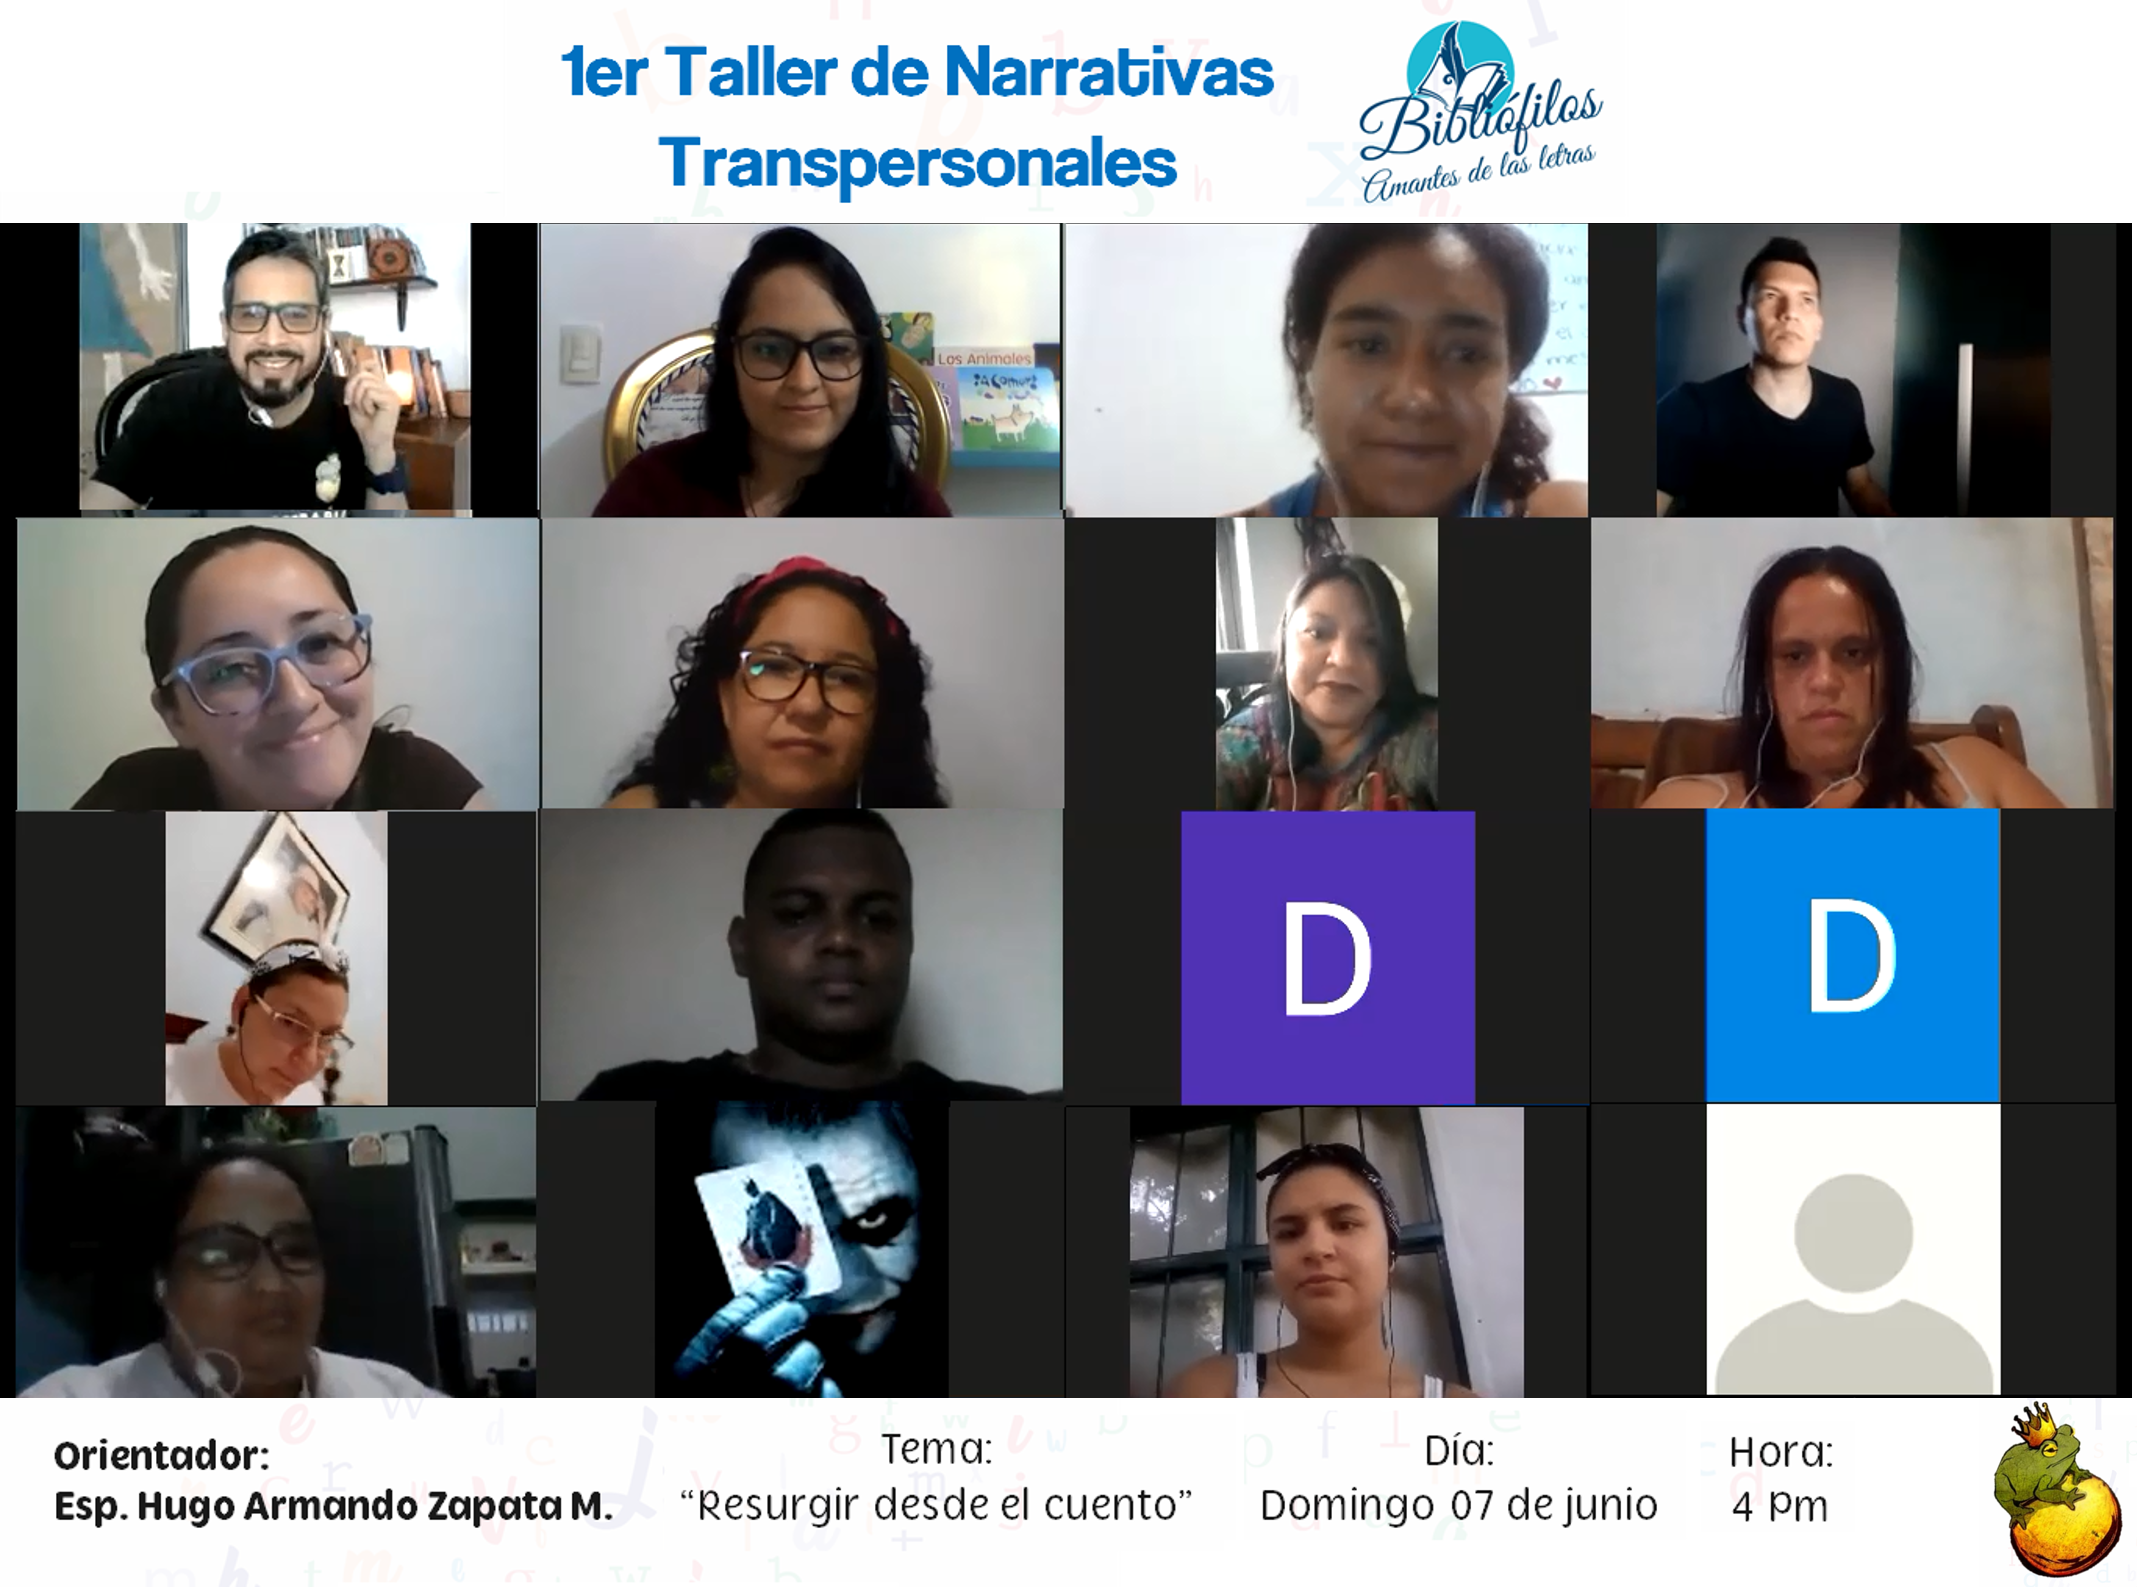 1er Taller de Narrativas
Transpersonales
Bibliófilos
Amantes de las letras
Los Animales
¡A Comer!
D
D
Orientador:
Esp. Hugo Armando Zapata M.
Tema:
“Resurgir desde el cuento”
Día:
Domingo 07 de junio
Hora:
4 Pm